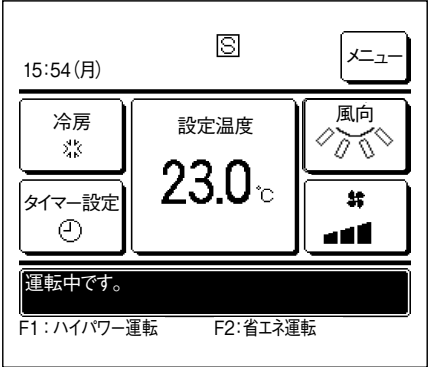 S
メニュー
15:54(月)
冷房
設定温度
風向
23.0℃
タイマー設定
運転中です。
F1：ハイパワー運転
F2：省エネ運転